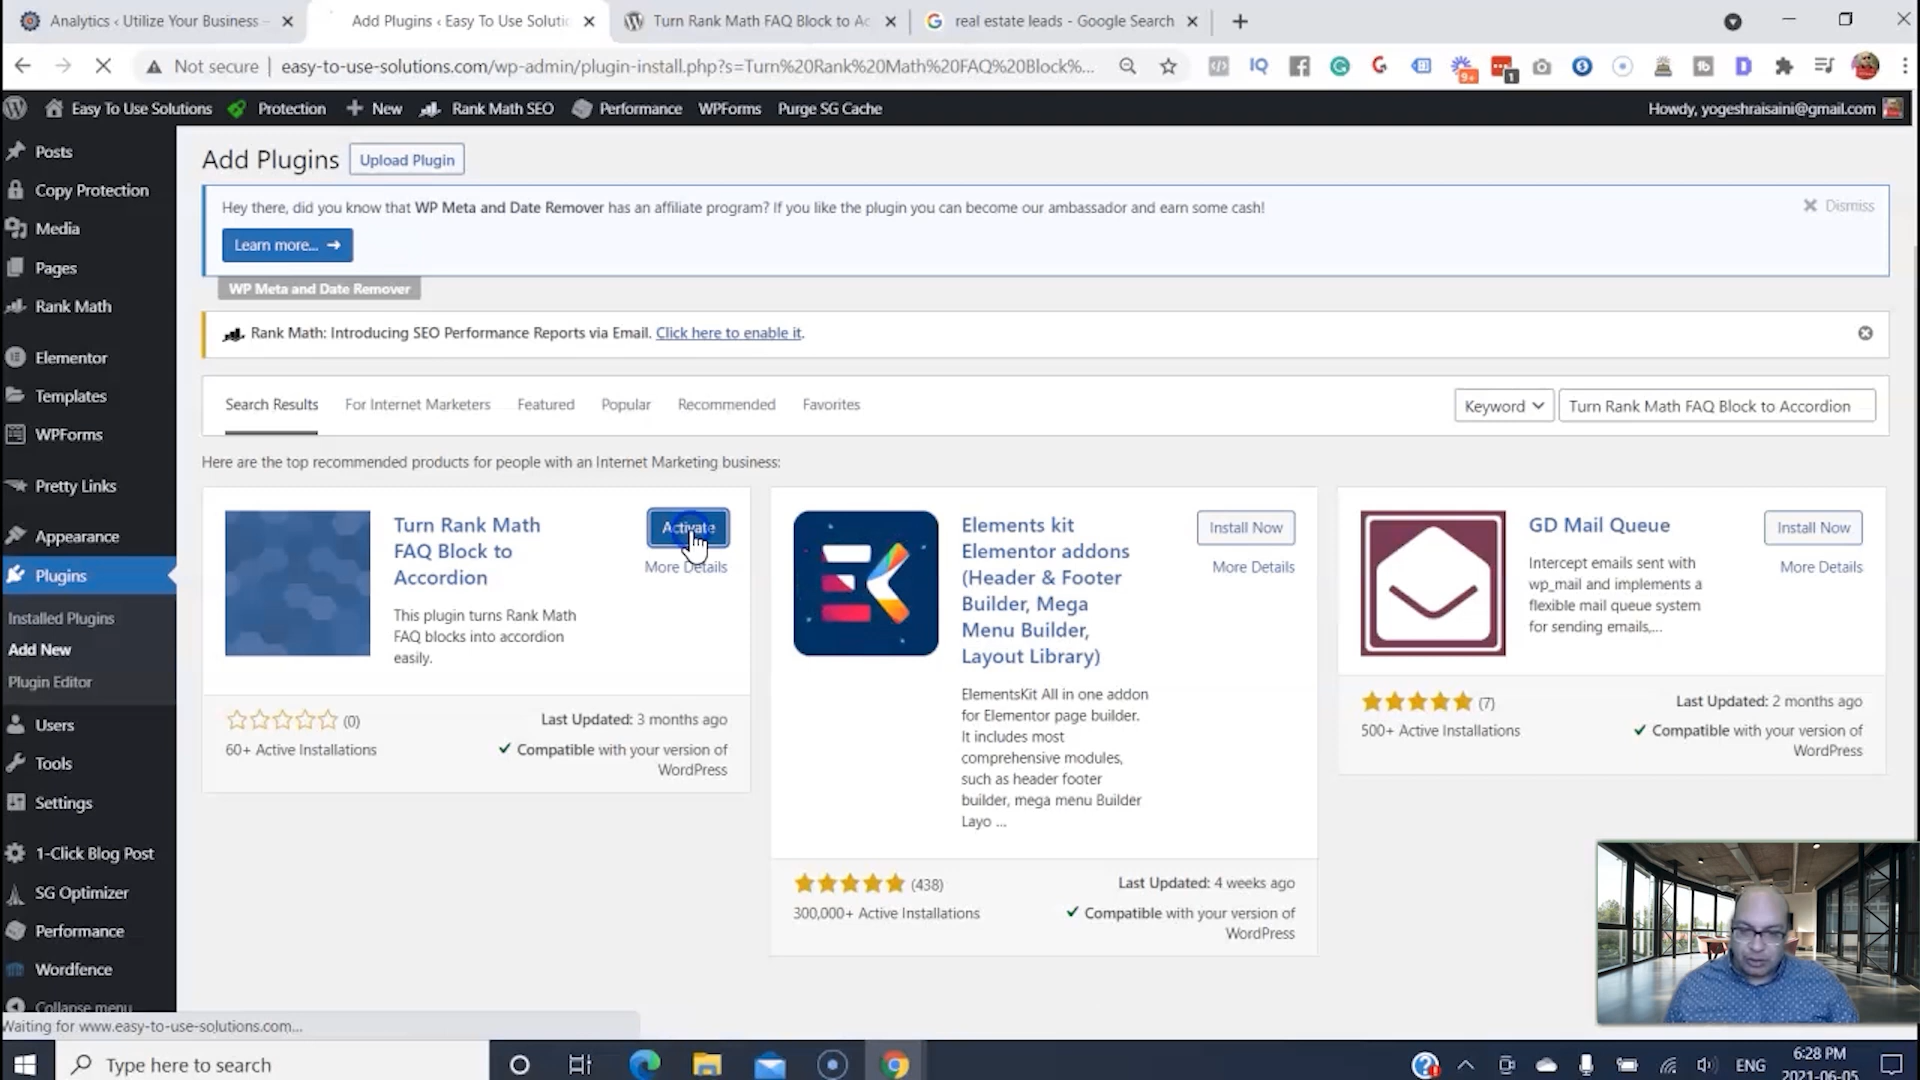 Analytics ‹ Utilize Your Business –
Add Plugins ‹ Easy To Use Soluti
Turn Rank Math FAQ Block to Ac
real estate leads - Google Search
Not secure | easy-to-use-solutions.com/wp-admin/plugin-install.php?s=Turn%20Rank%20Math%20FAQ%20Block%...
Easy To Use Solutions Protection New Rank Math SEO Performance WPForms Purge SG Cache
Howdy, yogeshraisaini@gmail.com
Posts
Copy Protection
Media
Pages
Rank Math
Elementor
Templates
WPForms
Pretty Links
Appearance
Plugins
Installed Plugins
Add New
Plugin Editor
Users
Tools
Settings
1-Click Blog Post
SG Optimizer
Performance
Wordfence
Collapse menu
Add Plugins
Upload Plugin
Hey there, did you know that WP Meta and Date Remover has an affiliate program? If you like the plugin you can become our ambassador and earn some cash!
Dismiss
Learn more... →
WP Meta and Date Remover
Rank Math: Introducing SEO Performance Reports via Email. Click here to enable it.
Search Results For Internet Marketers Featured Popular Recommended Favorites
Keyword
Turn Rank Math FAQ Block to Accordion
Here are the top recommended products for people with an Internet Marketing business:
Turn Rank Math
FAQ Block to
Accordion
Activate
More Details
This plugin turns Rank Math
FAQ blocks into accordion
easily.
(0)
60+ Active Installations
Last Updated: 3 months ago
Compatible with your version of
WordPress
Elements kit
Elementor addons
(Header & Footer
Builder, Mega
Menu Builder,
Layout Library)
Install Now
More Details
ElementsKit All in one addon
for Elementor page builder.
It includes most
comprehensive modules,
such as header footer
builder, mega menu Builder
Layo ...
(438)
300,000+ Active Installations
Last Updated: 4 weeks ago
Compatible with your version of
WordPress
GD Mail Queue
Install Now
More Details
Intercept emails sent with
wp_mail and implements a
flexible mail queue system
for sending emails,...
(7)
500+ Active Installations
Last Updated: 2 months ago
Compatible with your version of
WordPress
Waiting for www.easy-to-use-solutions.com...
Type here to search
ENG
6:28 PM
2021-06-05